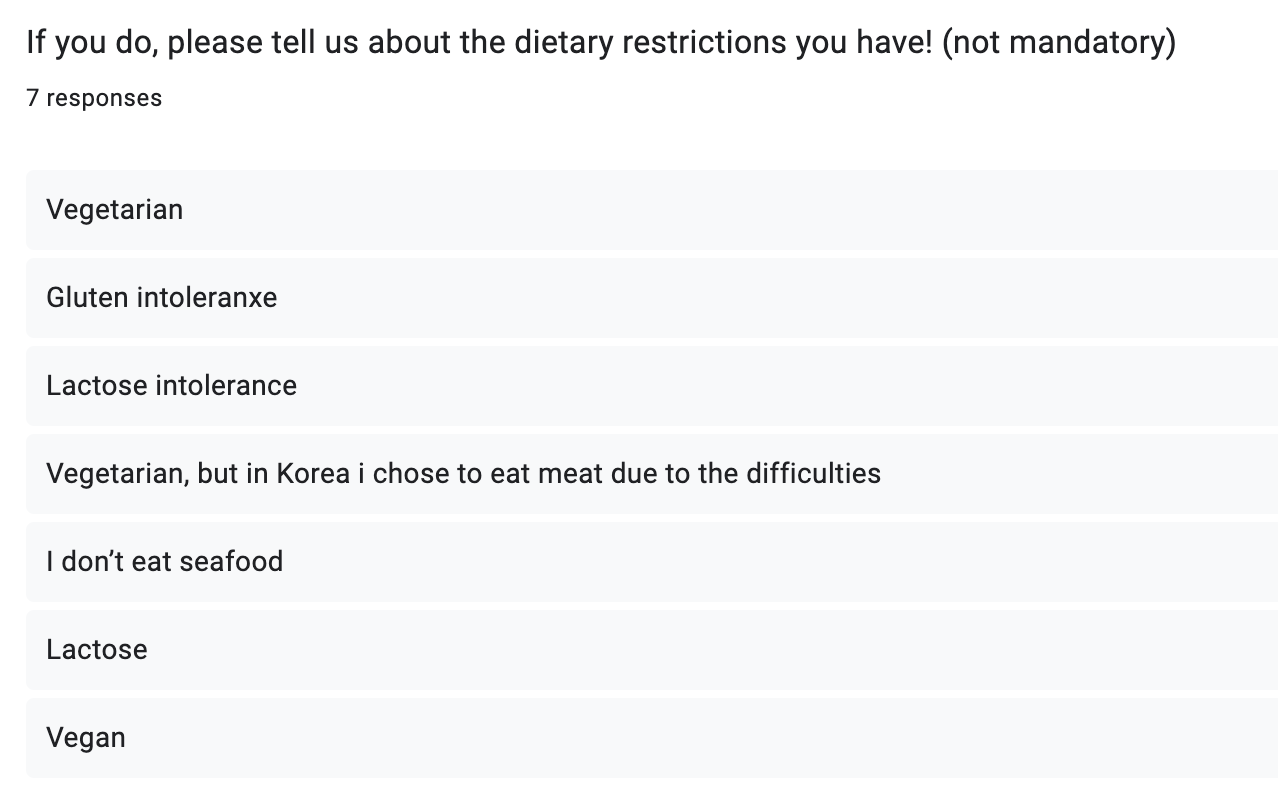 If you do, please tell us about the dietary restrictions you have! (not mandatory)
7 responses
Vegetarian
Gluten intoleranxe
Lactose intolerance
Vegetarian, but in Korea i chose to eat meat due to the difficulties
I don’t eat seafood
Lactose
Vegan